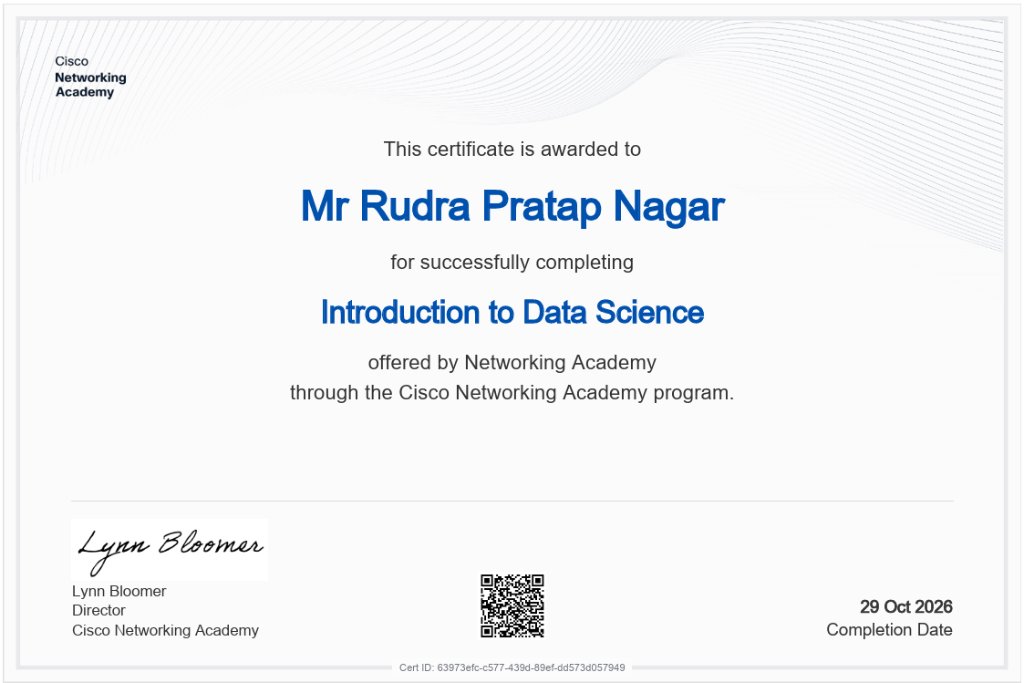 Cisco
Networking
Academy
This certificate is awarded to
Mr Rudra Pratap Nagar
for successfully completing
Introduction to Data Science
offered by Networking Academy
through the Cisco Networking Academy program.
Lynn Bloomer
Lynn Bloomer
Director
Cisco Networking Academy
29 Oct 2026
Completion Date
Cert ID: 63973efc-c577-439d-89ef-dd573d057949